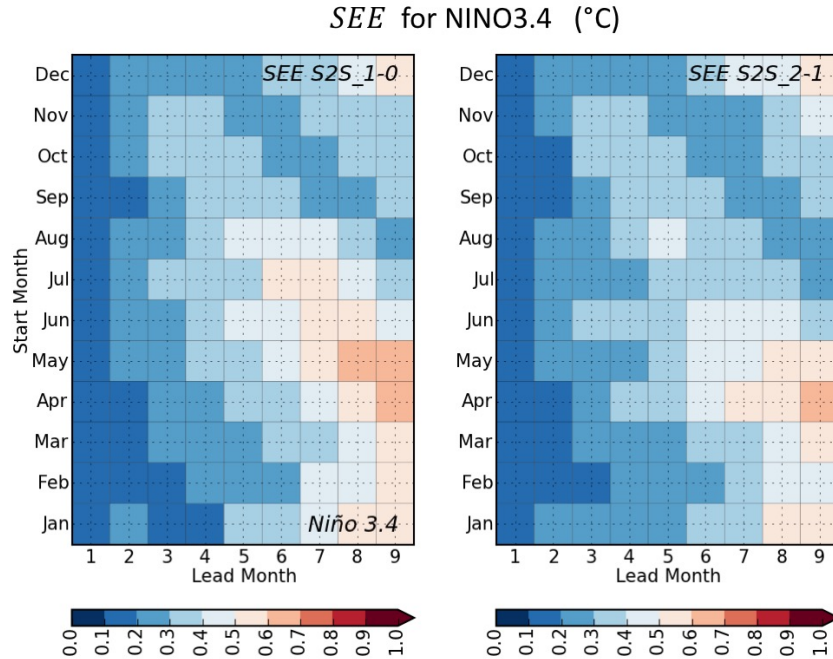 SEE for NINO3.4 (°C)
SEE S2S_1-0
Dec
Nov
Oct
Sep
Aug
Jul
Jun
May
Apr
Mar
Feb
Jan
Start Month
Niño 3.4
1 2 3 4 5 6 7 8 9
Lead Month
0.0 0.1 0.2 0.3 0.4 0.5 0.6 0.7 0.8 0.9 1.0
SEE S2S_2-1
Dec
Nov
Oct
Sep
Aug
Jul
Jun
May
Apr
Mar
Feb
Jan
1 2 3 4 5 6 7 8 9
Lead Month
0.0 0.1 0.2 0.3 0.4 0.5 0.6 0.7 0.8 0.9 1.0